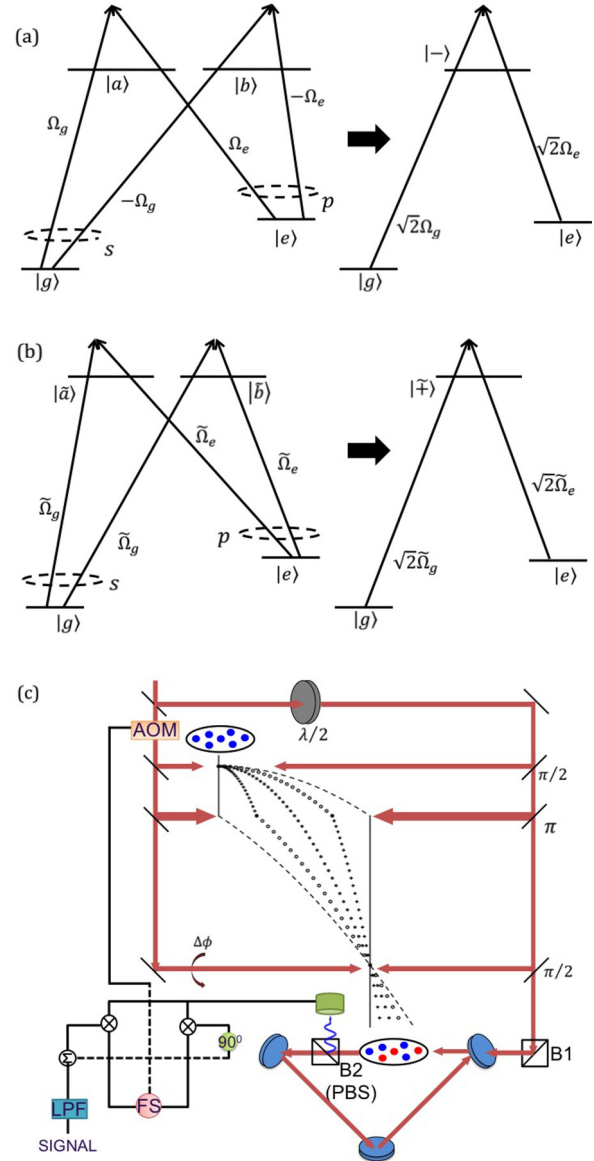 (a)
|a⟩ |b⟩ |−⟩
Ω_g −Ω_g Ω_e −Ω_e √2Ω_g √2Ω_e
s p
|g⟩ |e⟩ |g⟩ |e⟩
(b)
|ã⟩ |b̃⟩ |∓̃⟩
Ω̃_g Ω̃_g Ω̃_e Ω̃_e √2Ω̃_g √2Ω̃_e
s p
|g⟩ |e⟩ |g⟩ |e⟩
(c)
λ/2
AOM
π/2
π
Δϕ
π/2
90⁰
B2
(PBS)
B1
Σ
LPF
FS
SIGNAL